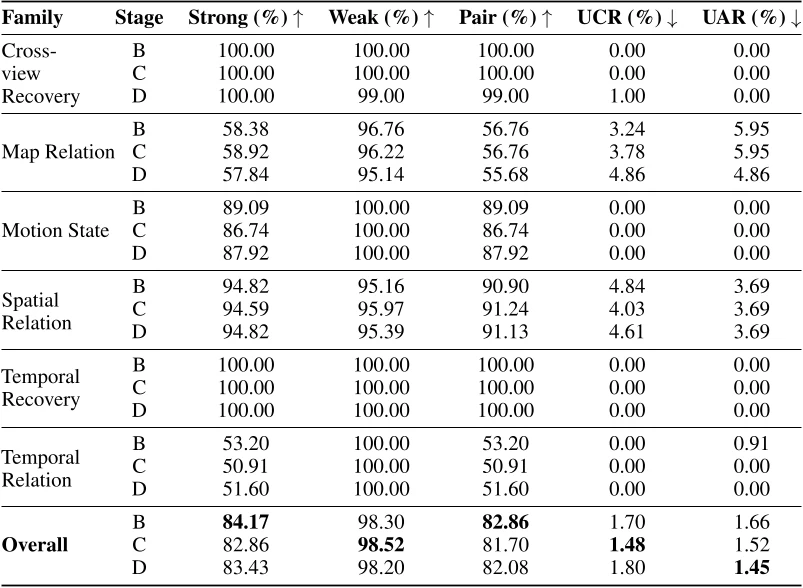 Family Stage Strong (%) ↑ Weak (%) ↑ Pair (%) ↑ UCR (%) ↓ UAR (%) ↓
Cross- B 100.00 100.00 100.00 0.00 0.00
view C 100.00 100.00 100.00 0.00 0.00
Recovery D 100.00 99.00 99.00 1.00 0.00
B 58.38 96.76 56.76 3.24 5.95
Map Relation C 58.92 96.22 56.76 3.78 5.95
D 57.84 95.14 55.68 4.86 4.86
B 89.09 100.00 89.09 0.00 0.00
Motion State C 86.74 100.00 86.74 0.00 0.00
D 87.92 100.00 87.92 0.00 0.00
Spatial B 94.82 95.16 90.90 4.84 3.69
Relation C 94.59 95.97 91.24 4.03 3.69
D 94.82 95.39 91.13 4.61 3.69
Temporal B 100.00 100.00 100.00 0.00 0.00
Recovery C 100.00 100.00 100.00 0.00 0.00
D 100.00 100.00 100.00 0.00 0.00
Temporal B 53.20 100.00 53.20 0.00 0.91
Relation C 50.91 100.00 50.91 0.00 0.00
D 51.60 100.00 51.60 0.00 0.00
B 84.17 98.30 82.86 1.70 1.66
Overall C 82.86 98.52 81.70 1.48 1.52
D 83.43 98.20 82.08 1.80 1.45